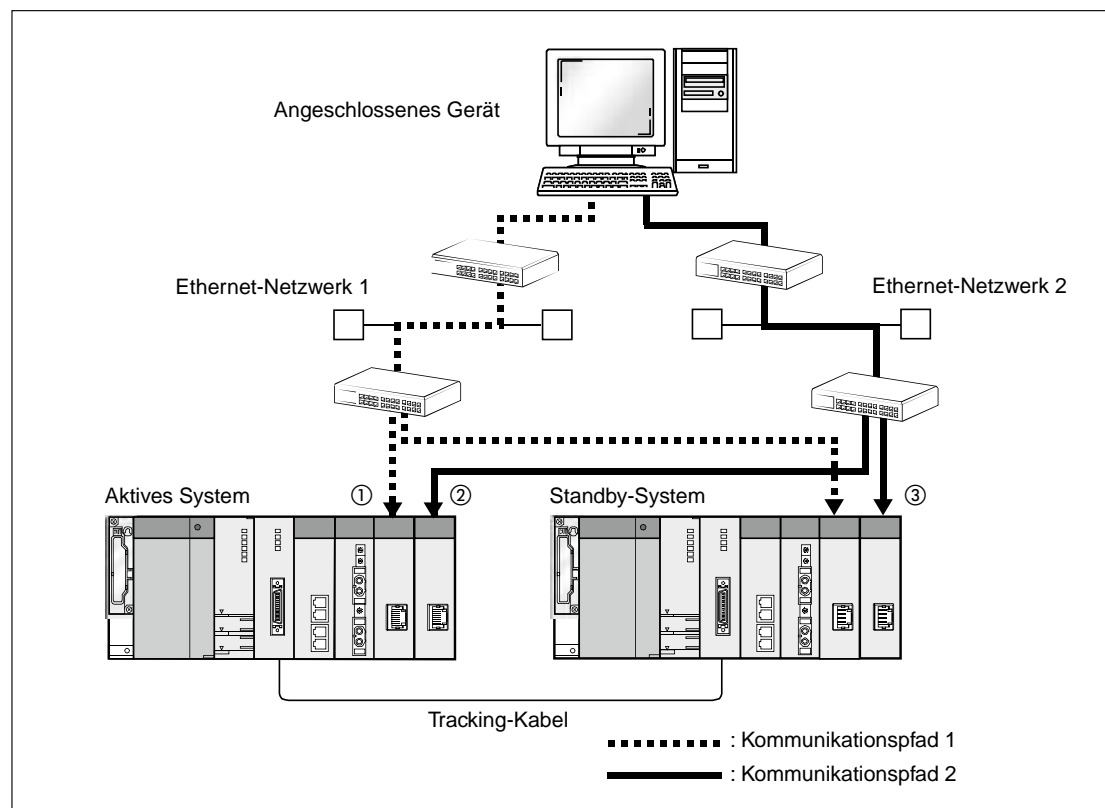 Angeschlossenes Gerät
Ethernet-Netzwerk 1
Ethernet-Netzwerk 2
Aktives System
①
②
Standby-System
③
Tracking-Kabel
: Kommunikationspfad 1
: Kommunikationspfad 2